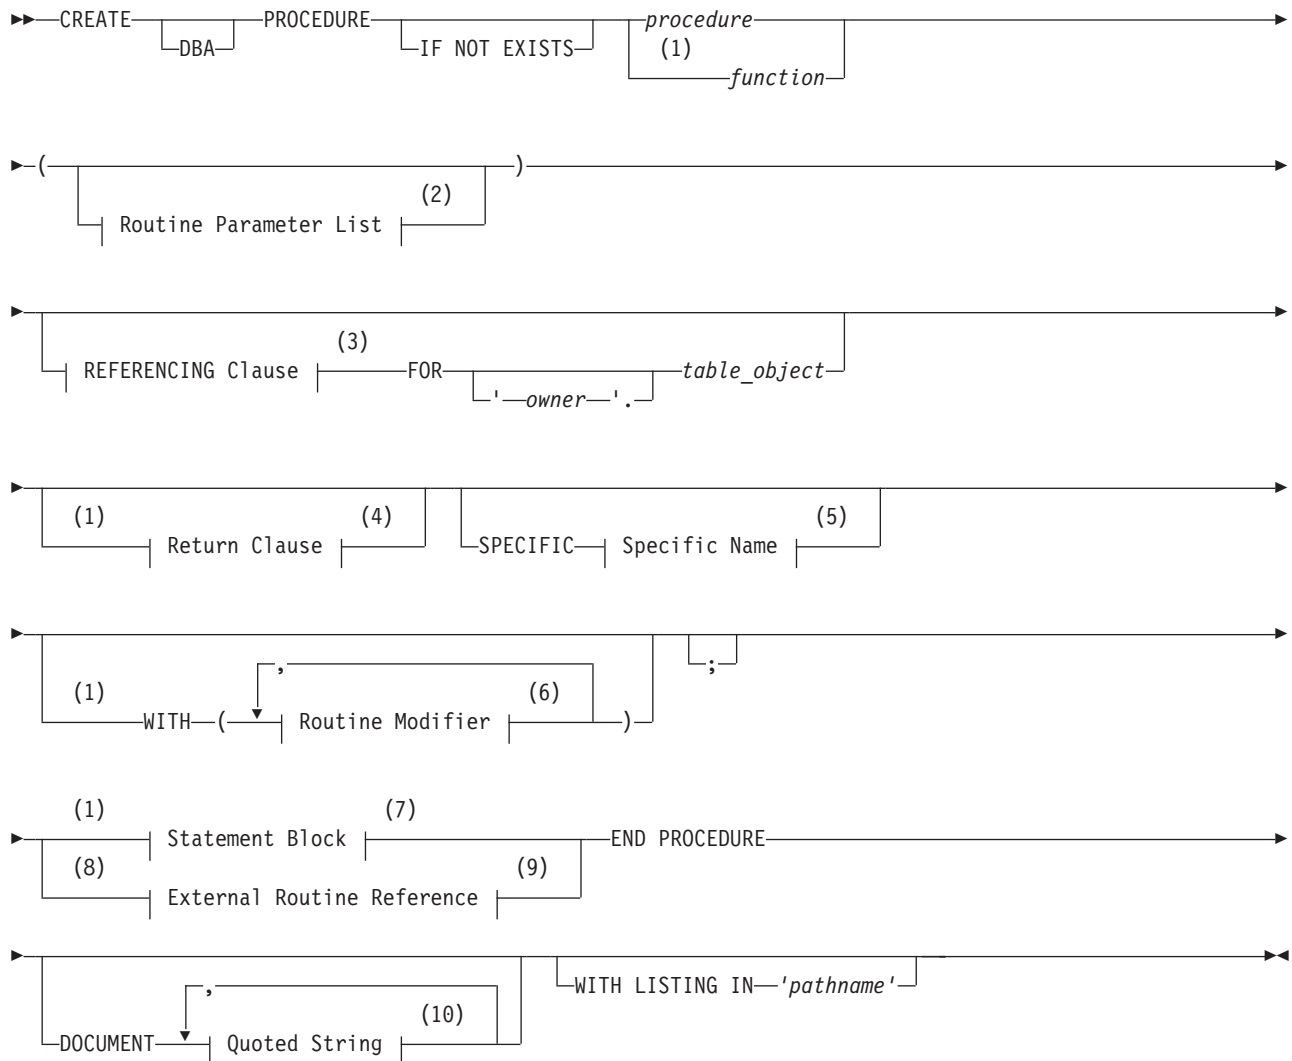 CREATE DBA PROCEDURE IF NOT EXISTS procedure
(1) function
( Routine Parameter List (2) )
REFERENCING Clause (3) FOR 'owner'. table_object
(1) Return Clause (4) SPECIFIC Specific Name (5)
(1) WITH ( , Routine Modifier (6) ) ;
(1) Statement Block (7) END PROCEDURE
(8) External Routine Reference (9)
DOCUMENT , Quoted String (10) WITH LISTING IN 'pathname'